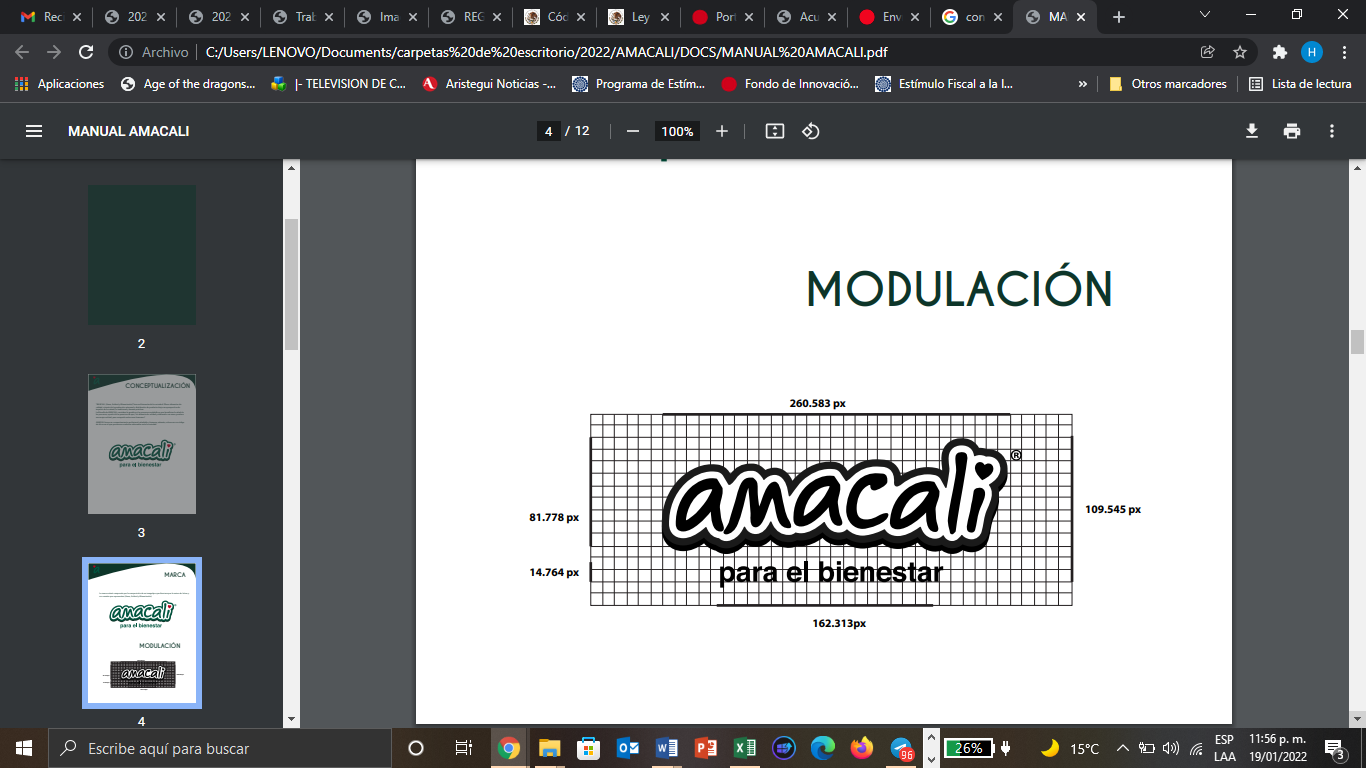 Rec
202
202
Trab
Ima
REG
Cód
Ley
Port
Acu
Env
con
MA
Archivo
C:/Users/LENOVO/Documents/carpetas%20de%20escritorio/2022/AMACALI/DOCS/MANUAL%20AMACALI.pdf
H
Aplicaciones
Age of the dragons...
|- TELEVISION DE C...
Aristegui Noticias -...
Programa de Estím...
Fondo de Innovació...
Estímulo Fiscal a la I...
»
Otros marcadores
Lista de lectura
MANUAL AMACALI
4 / 12
100%
2
CONCEPTUALIZACIÓN
amacali
para el bienestar
3
MARCA
amacali
para el bienestar
MODULACIÓN
amacali
4
MODULACIÓN
260.583 px
amacali ®
81.778 px
109.545 px
14.764 px
para el bienestar
162.313px
Escribe aquí para buscar
96
26%
15°C
ESP
LAA
11:56 p. m.
19/01/2022
3